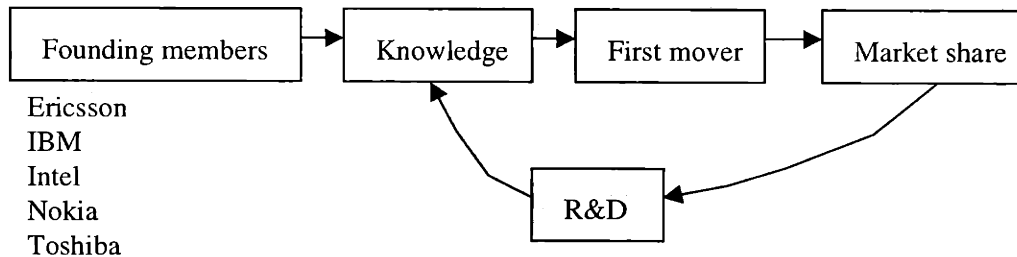 Founding members
Knowledge
First mover
Market share
Ericsson
IBM
Intel
Nokia
Toshiba
R&D